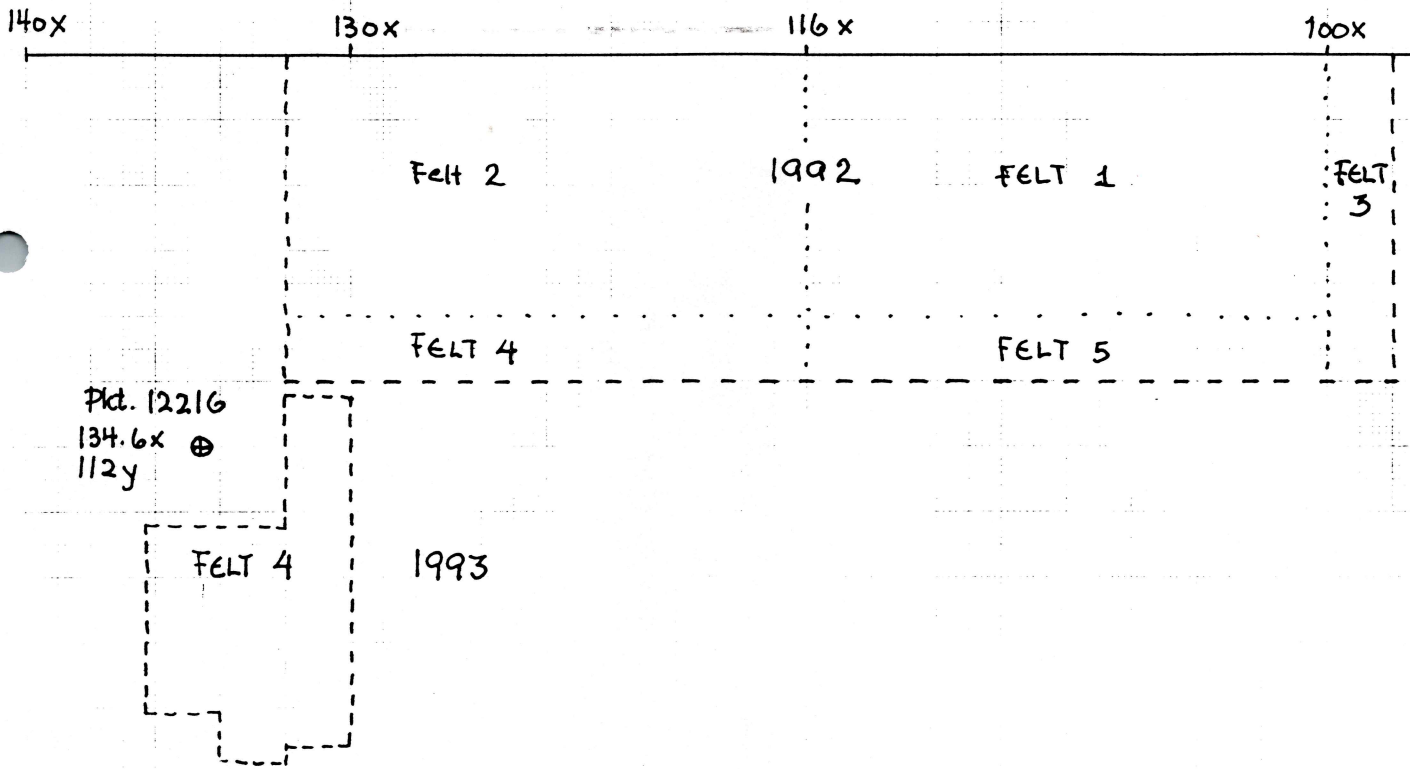 140x 130x 116x 100x
Felt 2 1992 FELT 1 FELT
3
FELT 4 FELT 5
Pkt. 12216
134.6x
112y
FELT 4 1993